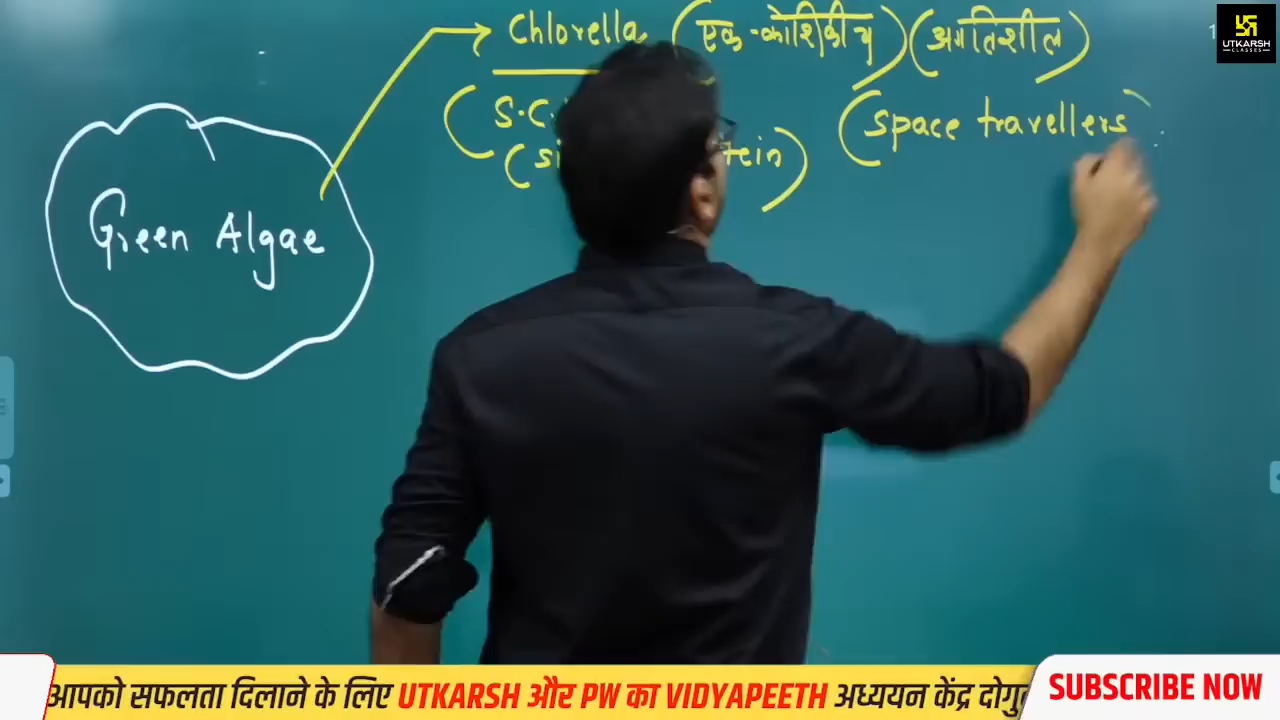 Chlorella (एक-कोशिकीय) (अगतिशील)
(S.C.
(space travellers)
tein)
Green Algae
UTKARSH
CLASSES
आपको सफलता दिलाने के लिए UTKARSH और PW का VIDYAPEETH अध्ययन केंद्र
SUBSCRIBE NOW